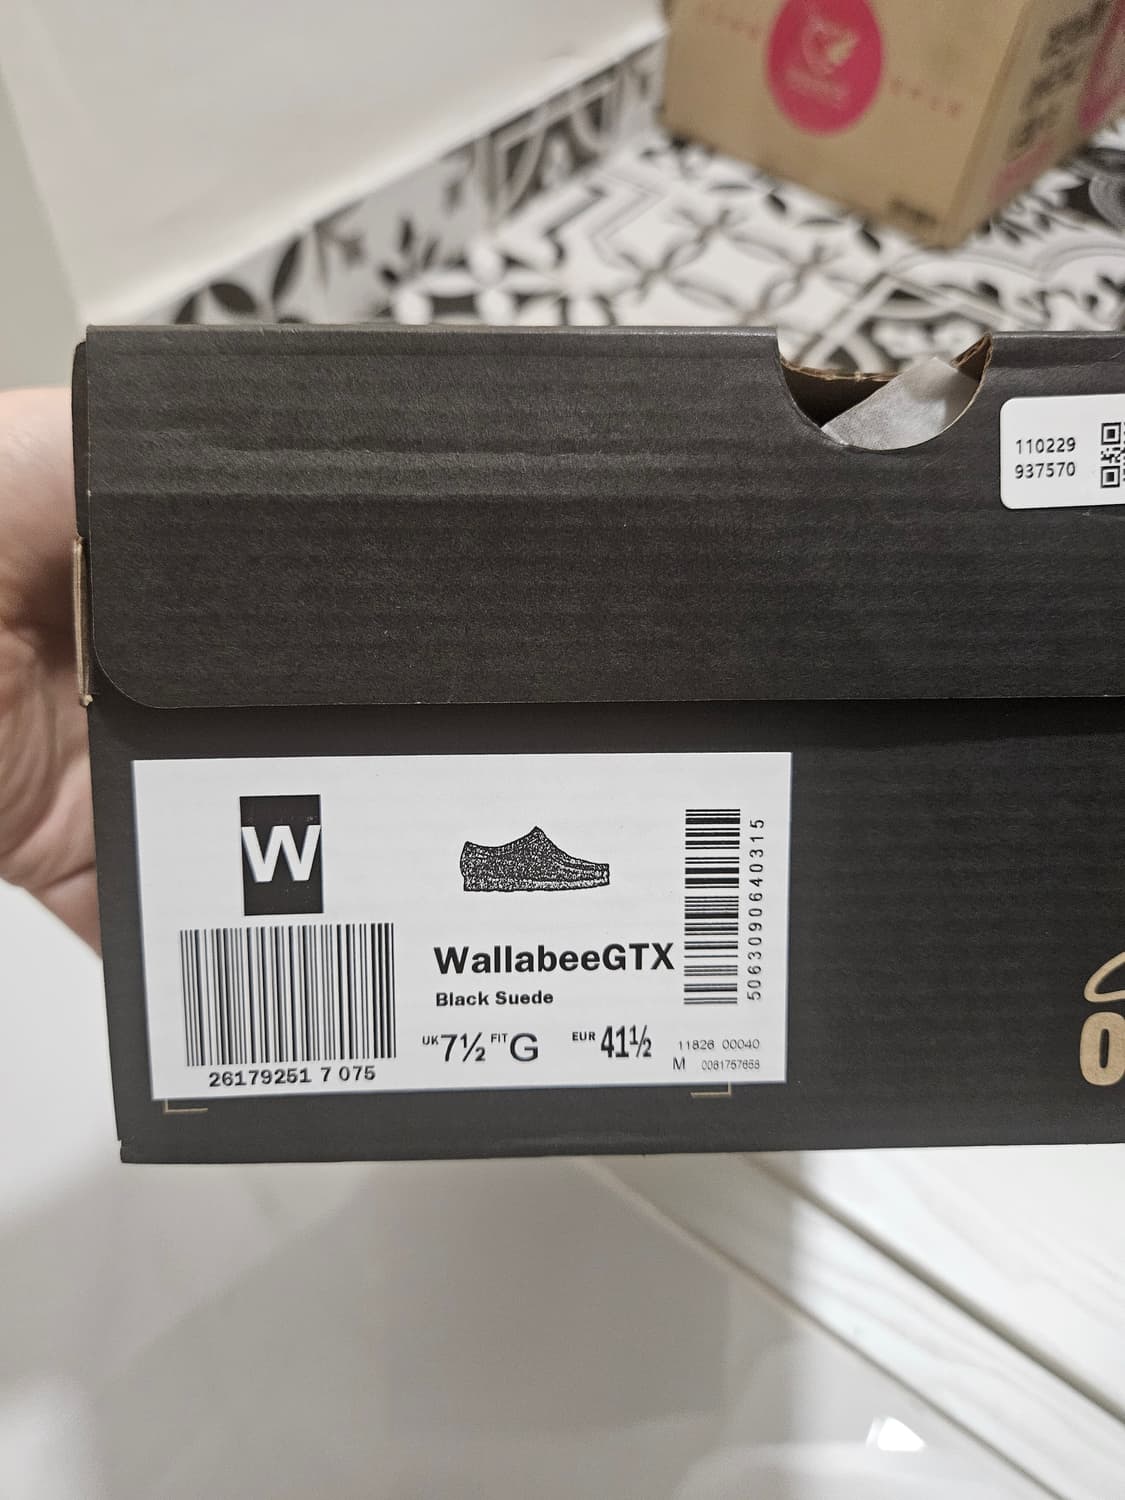 110229
937570
W
WallabeeGTX
Black Suede
UK 7½ FIT G EUR 41½
26179251 7 075
5063090640315
11826 00040
M 0081757658